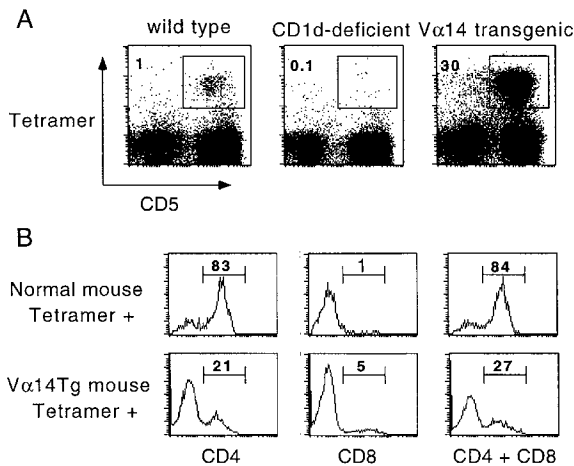 A
wild type CD1d-deficient Vα14 transgenic
1 0.1 30
Tetramer
CD5
B
83 1 84
Normal mouse
Tetramer +
21 5 27
Vα14Tg mouse
Tetramer +
CD4 CD8 CD4 + CD8